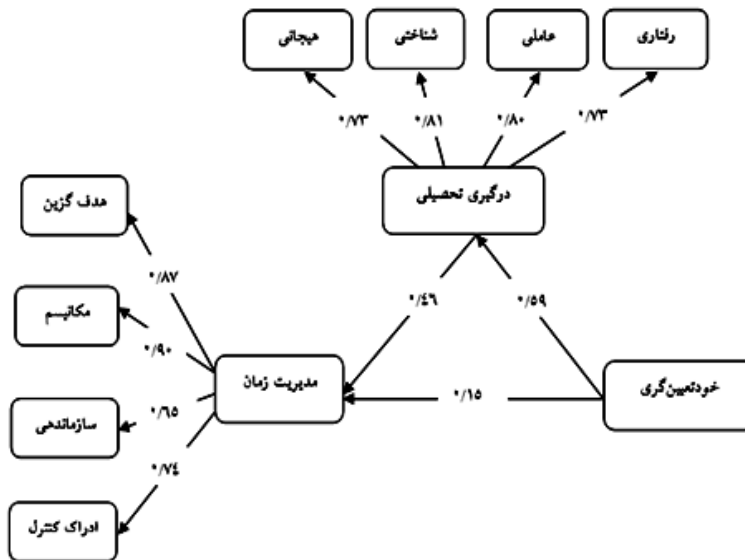 رفتاری
عاملی
شناختی
هیجانی
۰/۷۳
۰/۸۰
۰/۸۱
۰/۷۳
درگیری تحصیلی
هدف گزین
۰/۸۷
۰/۴۶
۰/۵۹
مکانیسم
۰/۹۰
خودتعیین‌گری
مدیریت زمان
۰/۱۵
سازماندهی
۰/۶۵
۰/۷۴
ادراک کنترل